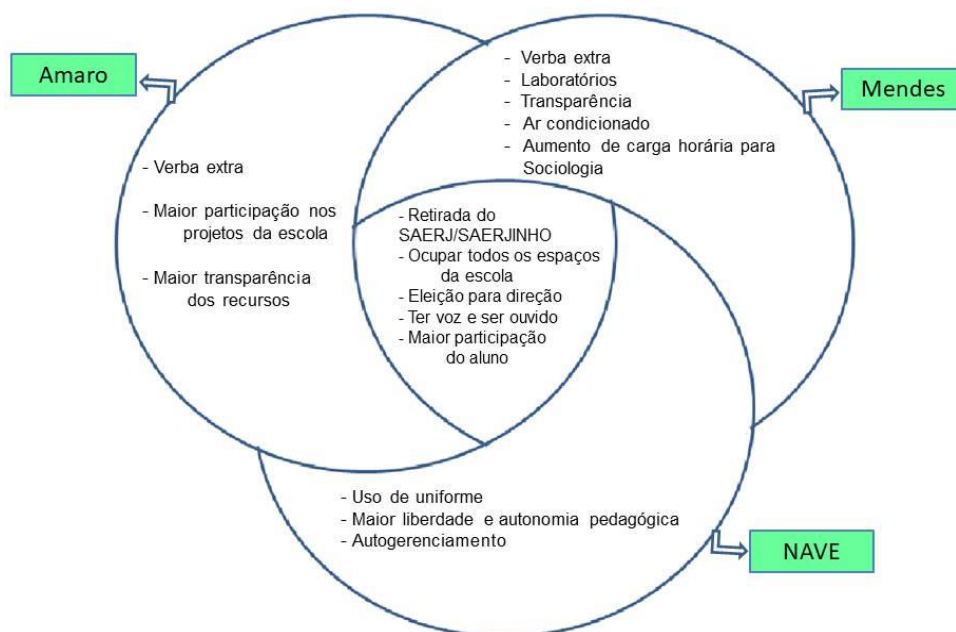 Amaro
- Verba extra
- Maior participação nos
projetos da escola
- Maior transparência
dos recursos
- Verba extra
- Laboratórios
- Transparência
- Ar condicionado
- Aumento de carga horária para
Sociologia
Mendes
- Retirada do
SAERJ/SAERJINHO
- Ocupar todos os espaços
da escola
- Eleição para direção
- Ter voz e ser ouvido
- Maior participação
do aluno
- Uso de uniforme
- Maior liberdade e autonomia pedagógica
- Autogerenciamento
NAVE